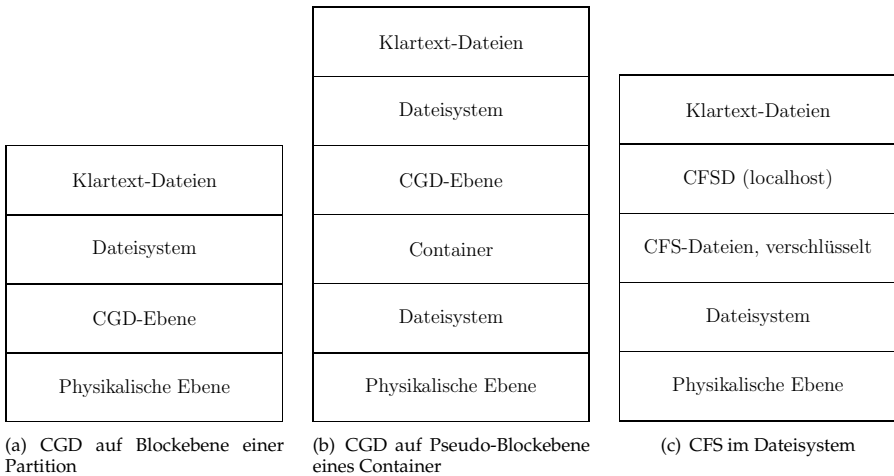 Klartext-Dateien
Dateisystem
CGD-Ebene
Physikalische Ebene
(a) CGD auf Blockebene einer
Partition
Klartext-Dateien
Dateisystem
CGD-Ebene
Container
Dateisystem
Physikalische Ebene
(b) CGD auf Pseudo-Blockebene
eines Container
Klartext-Dateien
CFSD (localhost)
CFS-Dateien, verschlüsselt
Dateisystem
Physikalische Ebene
(c) CFS im Dateisystem